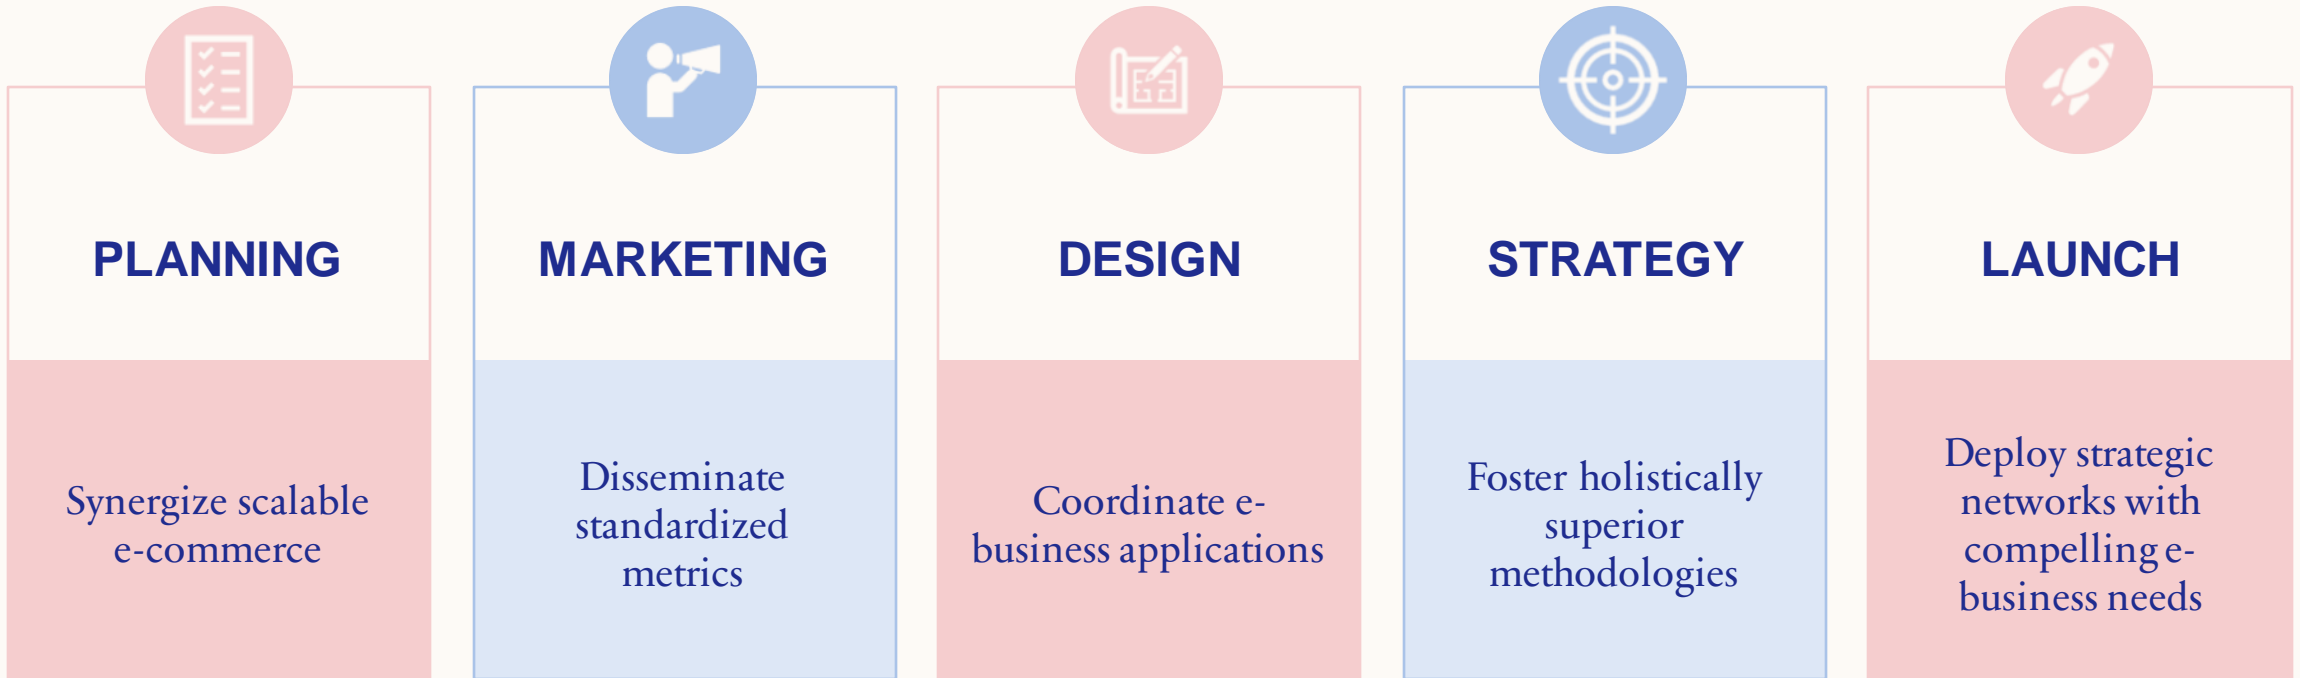 PLANNING
Synergize scalable
e-commerce
MARKETING
Disseminate
standardized
metrics
DESIGN
Coordinate e-
business applications
STRATEGY
Foster holistically
superior
methodologies
LAUNCH
Deploy strategic
networks with
compelling e-
business needs